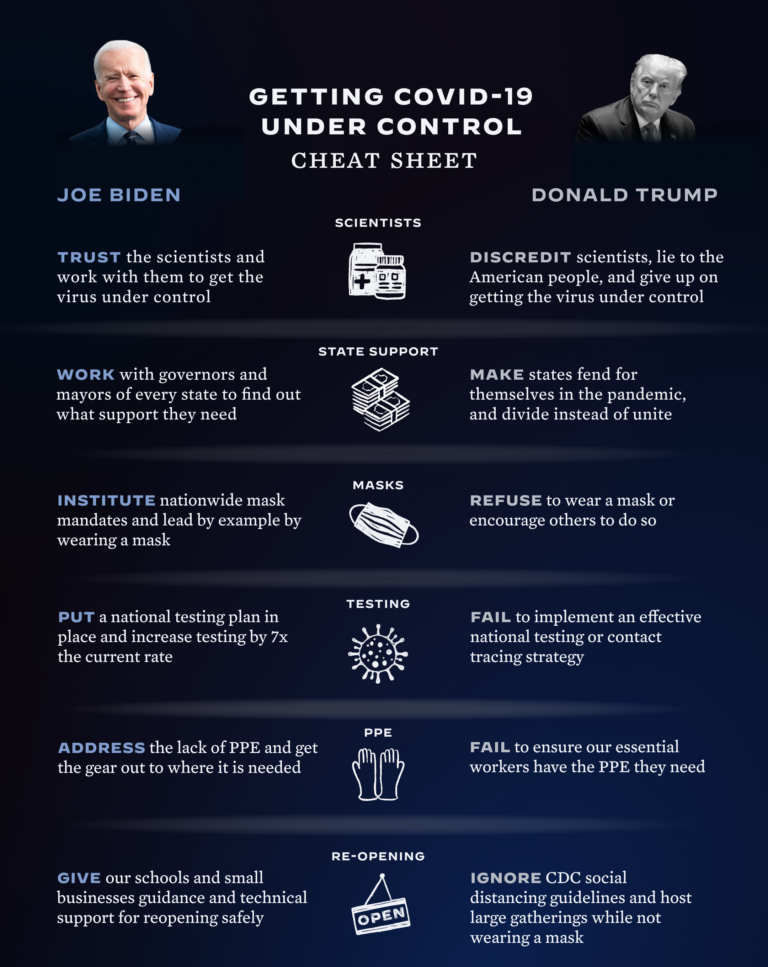 GETTING COVID-19
UNDER CONTROL
CHEAT SHEET
JOE BIDEN
DONALD TRUMP
SCIENTISTS
TRUST the scientists and
work with them to get the
virus under control
DISCREDIT scientists, lie to the
American people, and give up on
getting the virus under control
STATE SUPPORT
WORK with governors and
mayors of every state to find out
what support they need
MAKE states fend for
themselves in the pandemic,
and divide instead of unite
MASKS
INSTITUTE nationwide mask
mandates and lead by example by
wearing a mask
REFUSE to wear a mask or
encourage others to do so
TESTING
PUT a national testing plan in
place and increase testing by 7x
the current rate
FAIL to implement an effective
national testing or contact
tracing strategy
PPE
ADDRESS the lack of PPE and get
the gear out to where it is needed
FAIL to ensure our essential
workers have the PPE they need
RE-OPENING
GIVE our schools and small
businesses guidance and technical
support for reopening safely
OPEN
IGNORE CDC social
distancing guidelines and host
large gatherings while not
wearing a mask